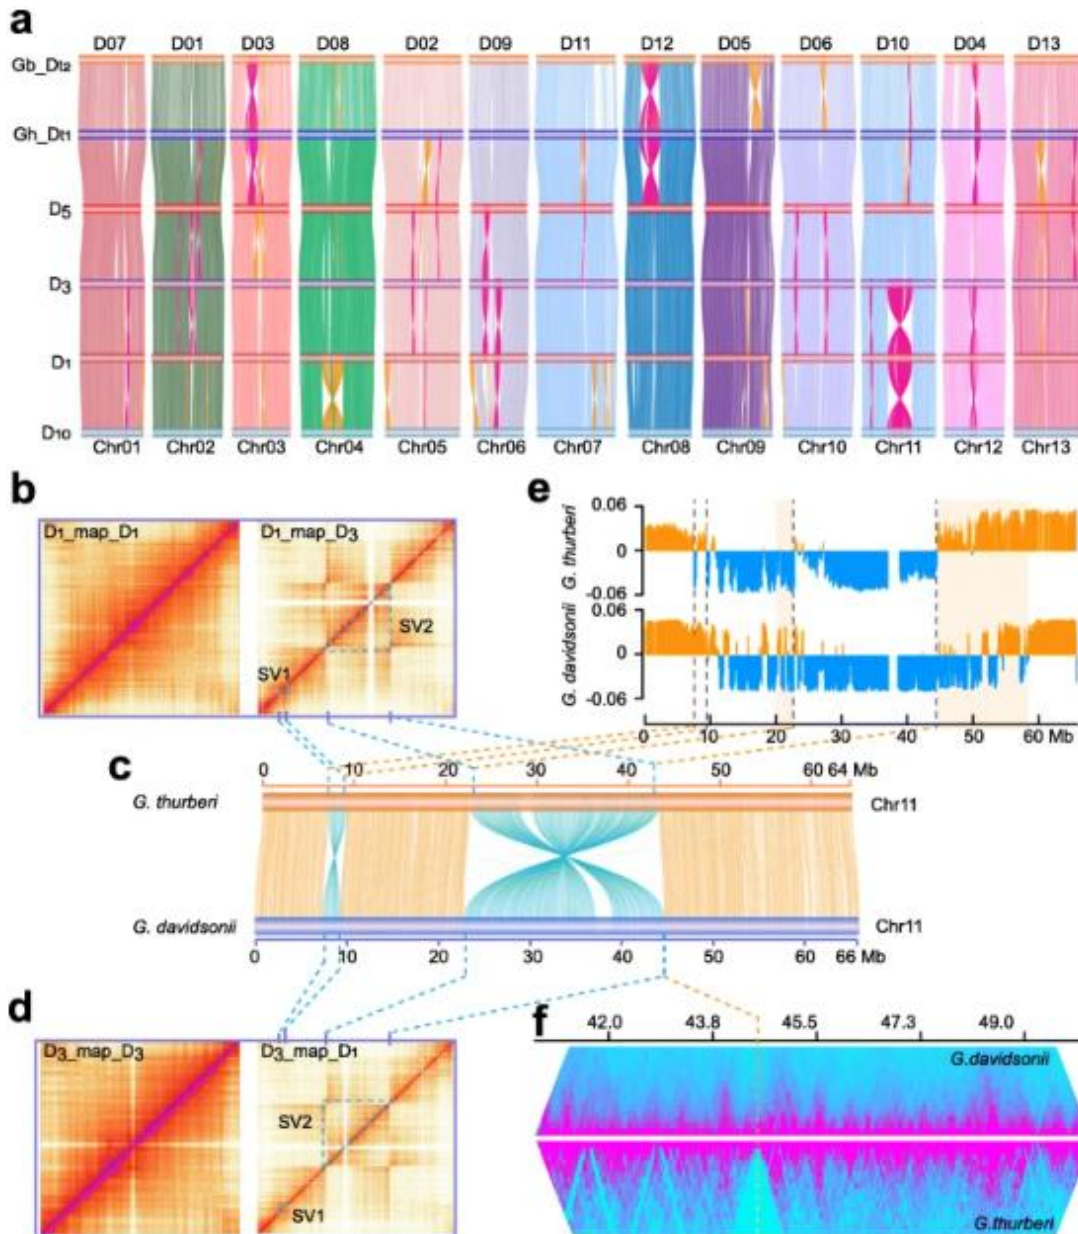 a
D07 D01 D03 D08 D02 D09 D11 D12 D05 D06 D10 D04 D13
Gb_Dt2
Gh_Dt1
D5
D3
D1
D10
Chr01 Chr02 Chr03 Chr04 Chr05 Chr06 Chr07 Chr08 Chr09 Chr10 Chr11 Chr12 Chr13
b
D1_map_D1 D1_map_D3
SV2
SV1
e
0.06
0
-0.06
G. thurberi
0.06
0
-0.06
G. davidsonii
0 10 20 30 40 50 60 Mb
c
0 10 20 30 40 60 64 Mb
G. thurberi Chr11
G. davidsonii Chr11
0 10 20 30 40 50 60 66 Mb
d
D3_map_D3 D3_map_D1
SV2
SV1
f
42.0 43.8 45.5 47.3 49.0
G.davidsonii
G.thurberi